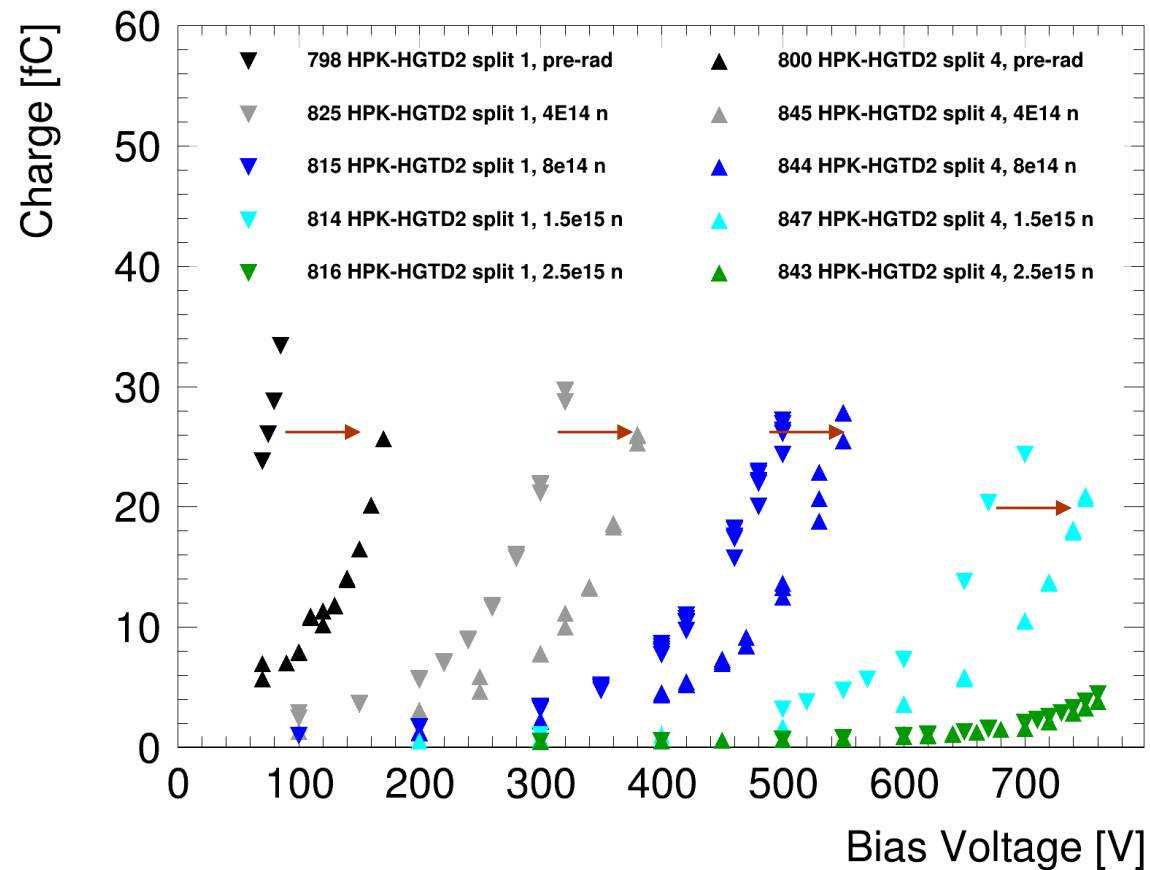 Charge [fC]
60
50
40
30
20
10
0
798 HPK-HGTD2 split 1, pre-rad
825 HPK-HGTD2 split 1, 4E14 n
815 HPK-HGTD2 split 1, 8e14 n
814 HPK-HGTD2 split 1, 1.5e15 n
816 HPK-HGTD2 split 1, 2.5e15 n
800 HPK-HGTD2 split 4, pre-rad
845 HPK-HGTD2 split 4, 4E14 n
844 HPK-HGTD2 split 4, 8e14 n
847 HPK-HGTD2 split 4, 1.5e15 n
843 HPK-HGTD2 split 4, 2.5e15 n
0 100 200 300 400 500 600 700
Bias Voltage [V]